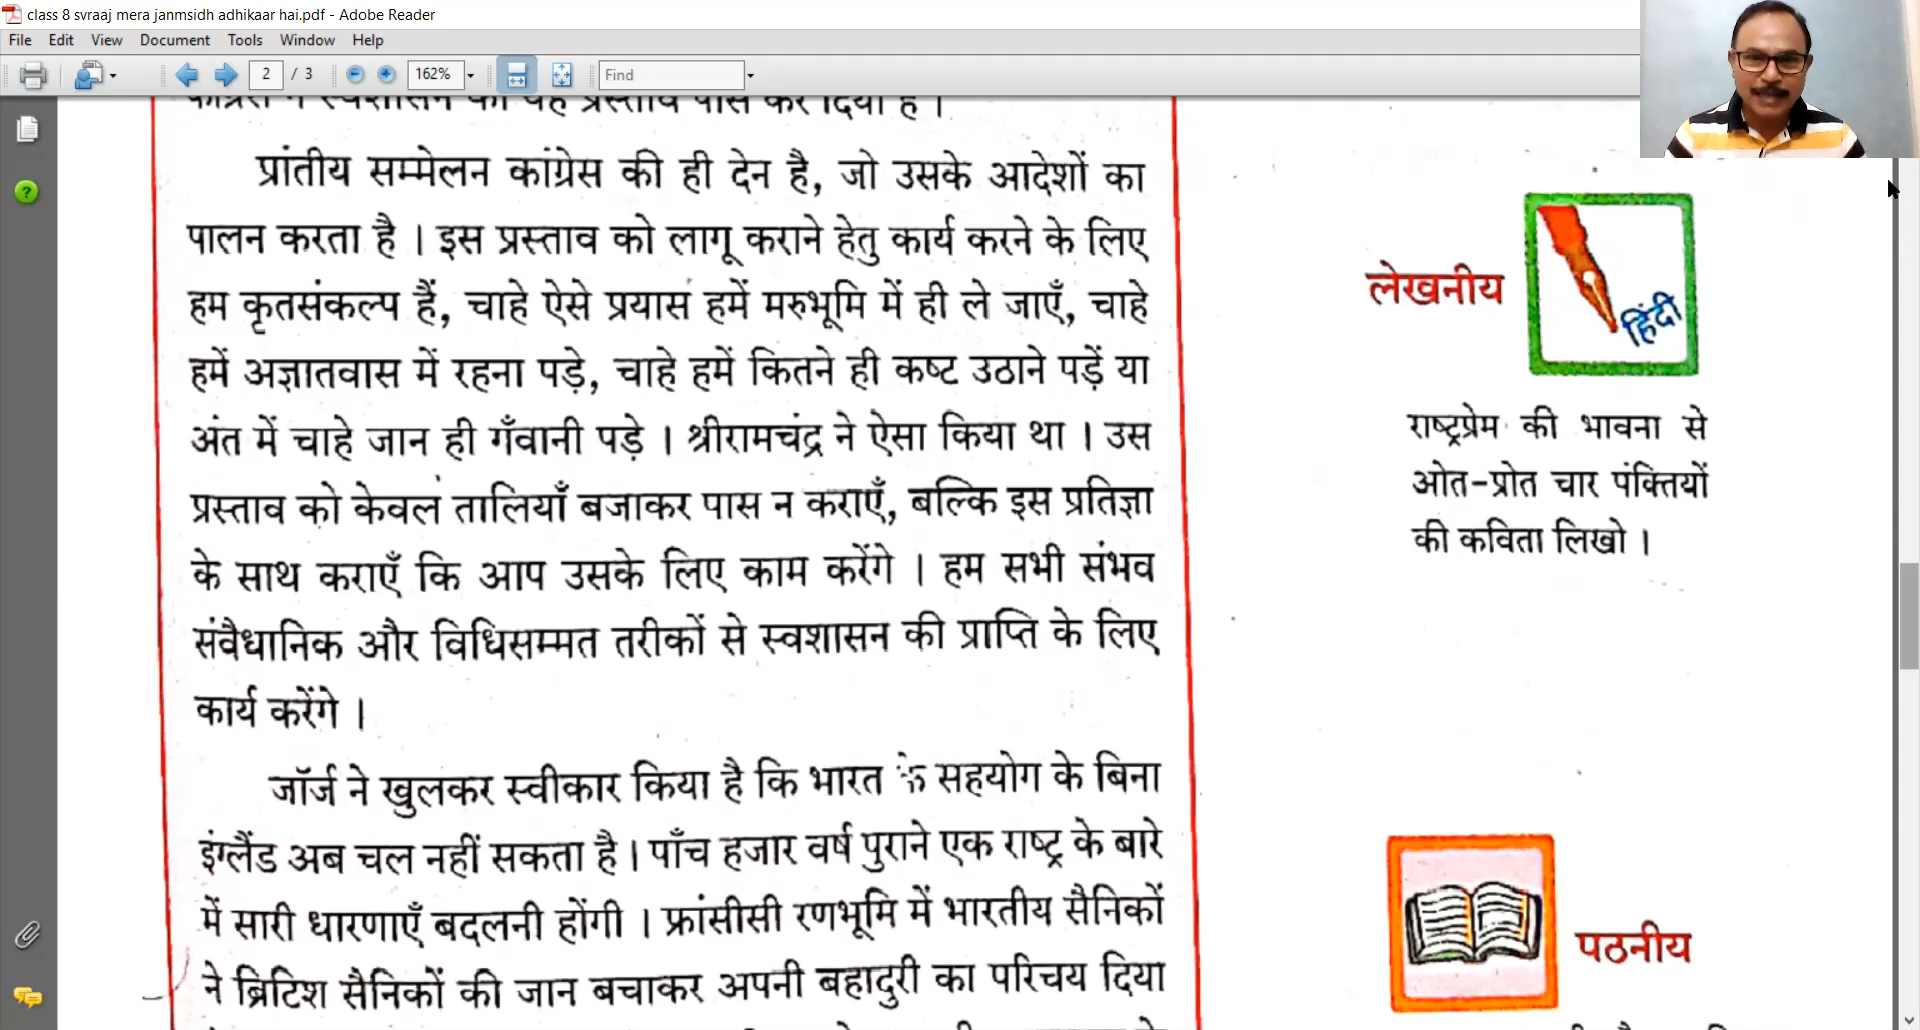 class 8 svraaj mera janmsidh adhikaar hai.pdf - Adobe Reader
File Edit View Document Tools Window Help
2 / 3 162% Find
प्रस्ताव पास कर दिया है ।
प्रांतीय सम्मेलन कांग्रेस की ही देन है, जो उसके आदेशों का
पालन करता है । इस प्रस्ताव को लागू कराने हेतु कार्य करने के लिए
हम कृतसंकल्प हैं, चाहे ऐसे प्रयास हमें मरुभूमि में ही ले जाएँ, चाहे
हमें अज्ञातवास में रहना पड़े, चाहे हमें कितने ही कष्ट उठाने पड़ें या
अंत में चाहे जान ही गँवानी पड़े । श्रीरामचंद्र ने ऐसा किया था । उस
प्रस्ताव को केवल तालियाँ बजाकर पास न कराएँ, बल्कि इस प्रतिज्ञा
के साथ कराएँ कि आप उसके लिए काम करेंगे । हम सभी संभव
संवैधानिक और विधिसम्मत तरीकों से स्वशासन की प्राप्ति के लिए
कार्य करेंगे ।
जॉर्ज ने खुलकर स्वीकार किया है कि भारत के सहयोग के बिना
इंग्लैंड अब चल नहीं सकता है । पाँच हजार वर्ष पुराने एक राष्ट्र के बारे
में सारी धारणाएँ बदलनी होंगी । फ्रांसीसी रणभूमि में भारतीय सैनिकों
ने ब्रिटिश सैनिकों की जान बचाकर अपनी बहादुरी का परिचय दिया
लेखनीय
हिंदी
राष्ट्रप्रेम की भावना से
ओत-प्रोत चार पंक्तियों
की कविता लिखो ।
पठनीय